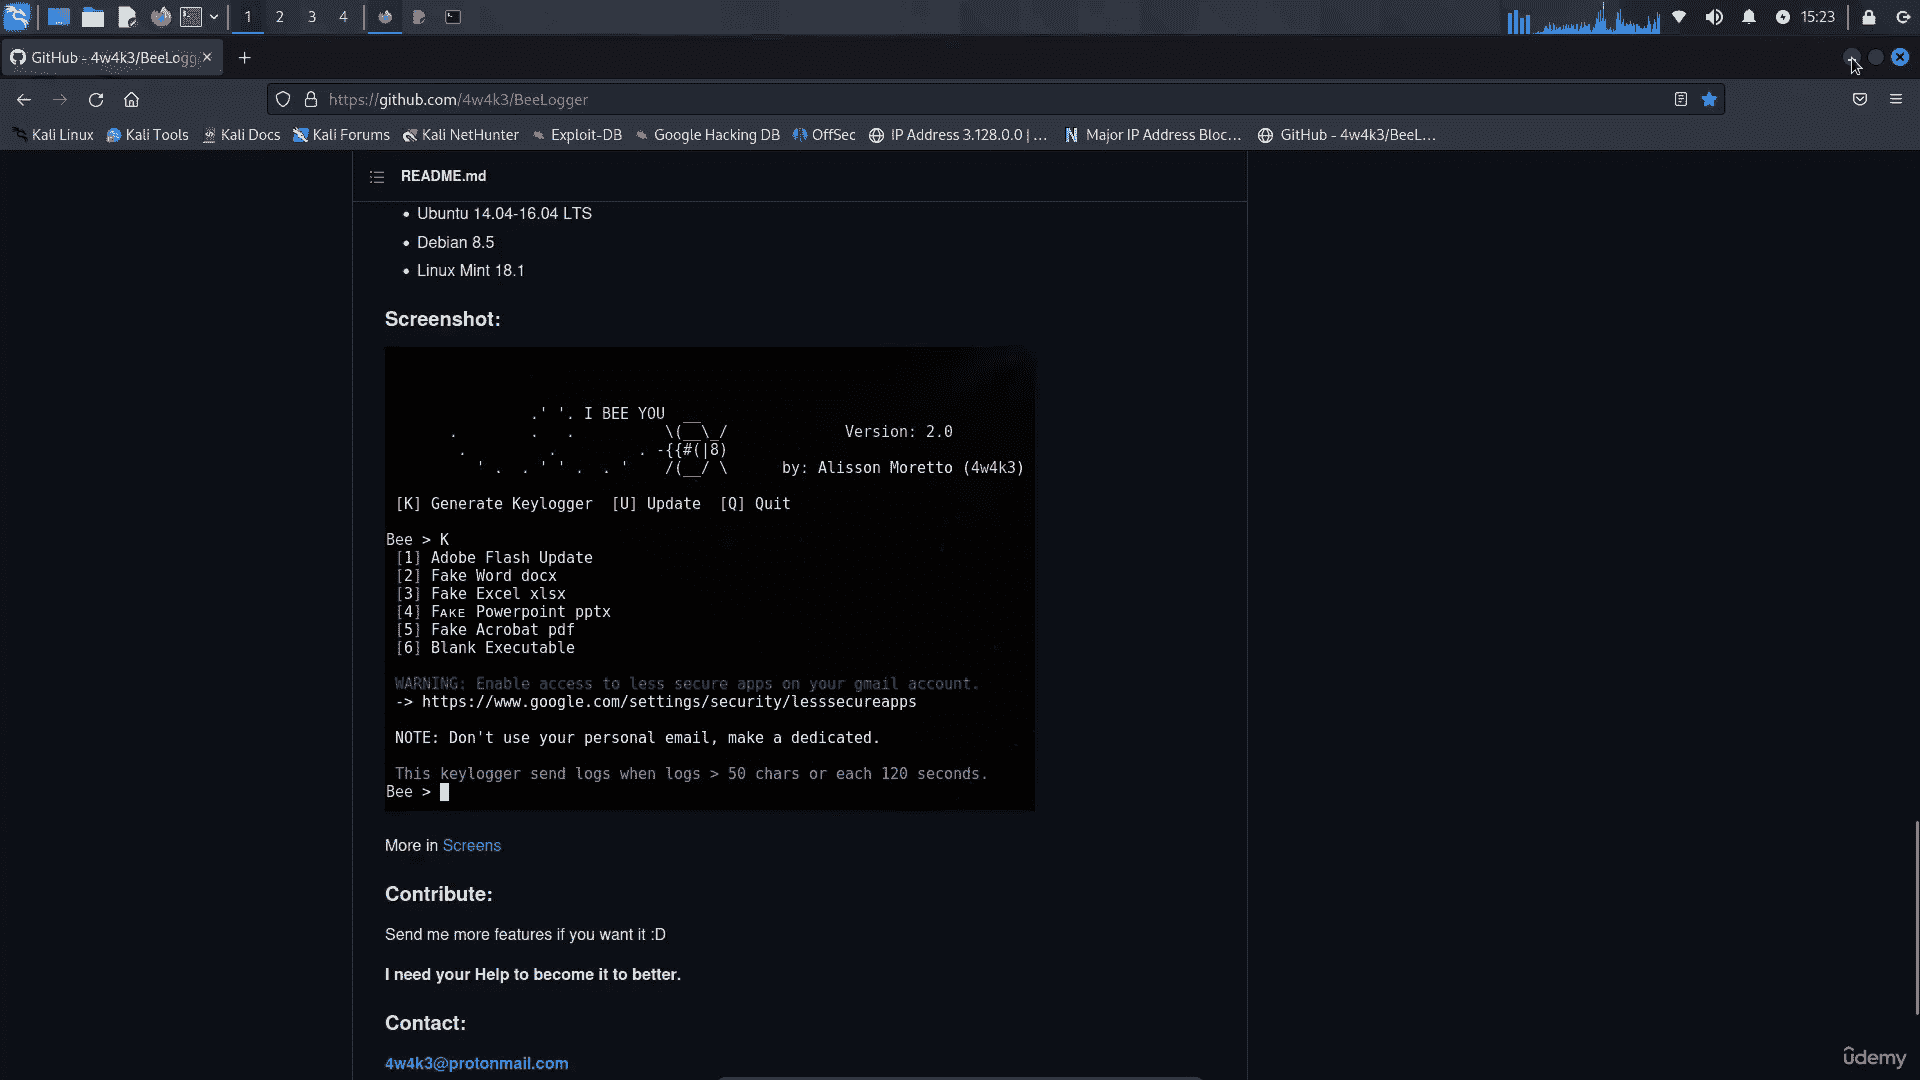 1 2 3 4 15:23
GitHub - 4w4k3/BeeLogg
https://github.com/4w4k3/BeeLogger
Kali Linux Kali Tools Kali Docs Kali Forums Kali NetHunter Exploit-DB Google Hacking DB OffSec IP Address 3.128.0.0 | ... Major IP Address Bloc... GitHub - 4w4k3/BeeL...
README.md
• Ubuntu 14.04-16.04 LTS
• Debian 8.5
• Linux Mint 18.1
Screenshot:
I BEE YOU
Version: 2.0
by: Alisson Moretto (4w4k3)
[K] Generate Keylogger [U] Update [Q] Quit
Bee > K
[1] Adobe Flash Update
[2] Fake Word docx
[3] Fake Excel xlsx
[4] Fᴀᴋᴇ Powerpoint pptx
[5] Fake Acrobat pdf
[6] Blank Executable
WARNING: Enable access to less secure apps on your gmail account.
-> https://www.google.com/settings/security/lesssecureapps
NOTE: Don't use your personal email, make a dedicated.
This keylogger send logs when logs > 50 chars or each 120 seconds.
Bee >
More in Screens
Contribute:
Send me more features if you want it :D
I need your Help to become it to better.
Contact:
4w4k3@protonmail.com
ûdemy